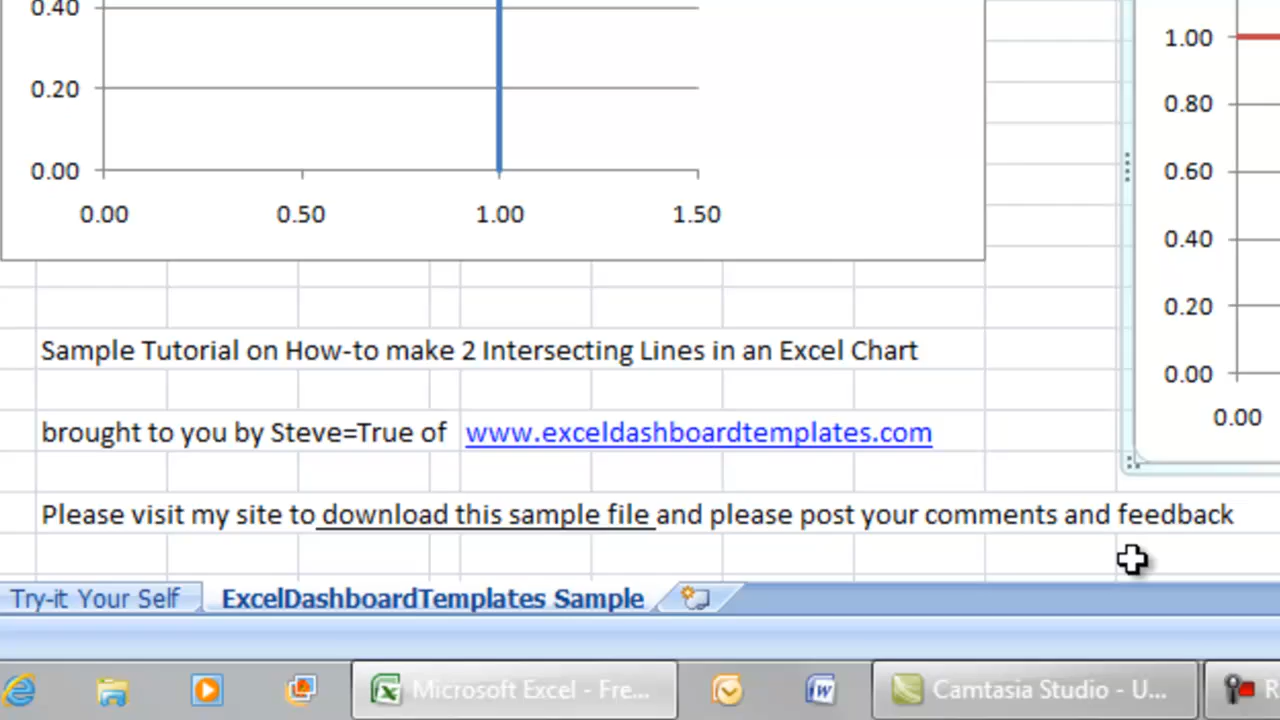 0.40
0.20
0.00
0.00 0.50 1.00 1.50
1.00
0.80
0.60
0.40
0.20
0.00
0.00
Sample Tutorial on How-to make 2 Intersecting Lines in an Excel Chart
brought to you by Steve=True of www.exceldashboardtemplates.com
Please visit my site to download this sample file and please post your comments and feedback
Try-it Your Self ExcelDashboardTemplates Sample
Microsoft Excel - Fre... Camtasia Studio - U... R